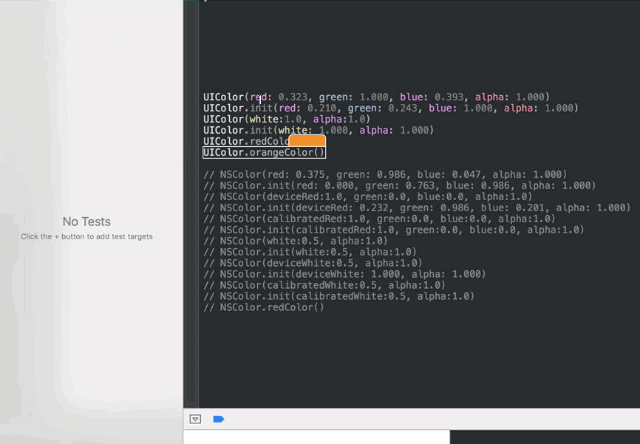 UIColor(red: 0.323, green: 1.000, blue: 0.393, alpha: 1.000)
UIColor.init(red: 0.210, green: 0.243, blue: 1.000, alpha: 1.000)
UIColor(white:1.0, alpha:1.0)
UIColor.init(white: 1.000, alpha: 1.000)
UIColor.redColo
UIColor.orangeColor()
// NSColor(red: 0.375, green: 0.986, blue: 0.047, alpha: 1.000)
// NSColor.init(red: 0.000, green: 0.763, blue: 0.986, alpha: 1.000)
// NSColor(deviceRed:1.0, green:0.0, blue:0.0, alpha:1.0)
// NSColor.init(deviceRed: 0.232, green: 0.986, blue: 0.201, alpha: 1.000)
// NSColor(calibratedRed:1.0, green:0.0, blue:0.0, alpha:1.0)
// NSColor.init(calibratedRed:1.0, green:0.0, blue:0.0, alpha:1.0)
// NSColor(white:0.5, alpha:1.0)
// NSColor.init(white:0.5, alpha:1.0)
// NSColor(deviceWhite:0.5, alpha:1.0)
// NSColor.init(deviceWhite: 1.000, alpha: 1.000)
// NSColor(calibratedWhite:0.5, alpha:1.0)
// NSColor.init(calibratedWhite:0.5, alpha:1.0)
// NSColor.redColor()
No Tests
Click the + button to add test targets